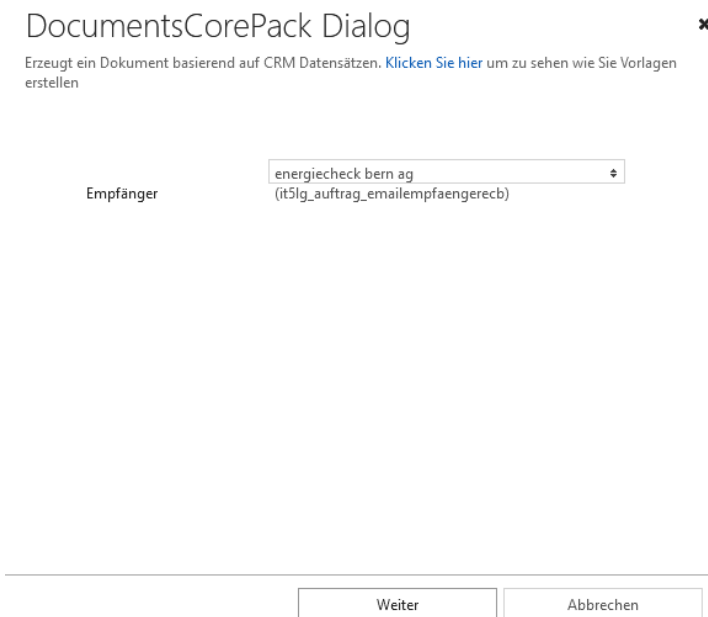 DocumentsCorePack Dialog
Erzeugt ein Dokument basierend auf CRM Datensätzen. Klicken Sie hier um zu sehen wie Sie Vorlagen
erstellen
energiecheck bern ag
Empfänger
(it5lg_auftrag_emailempfaengerecb)
Weiter
Abbrechen